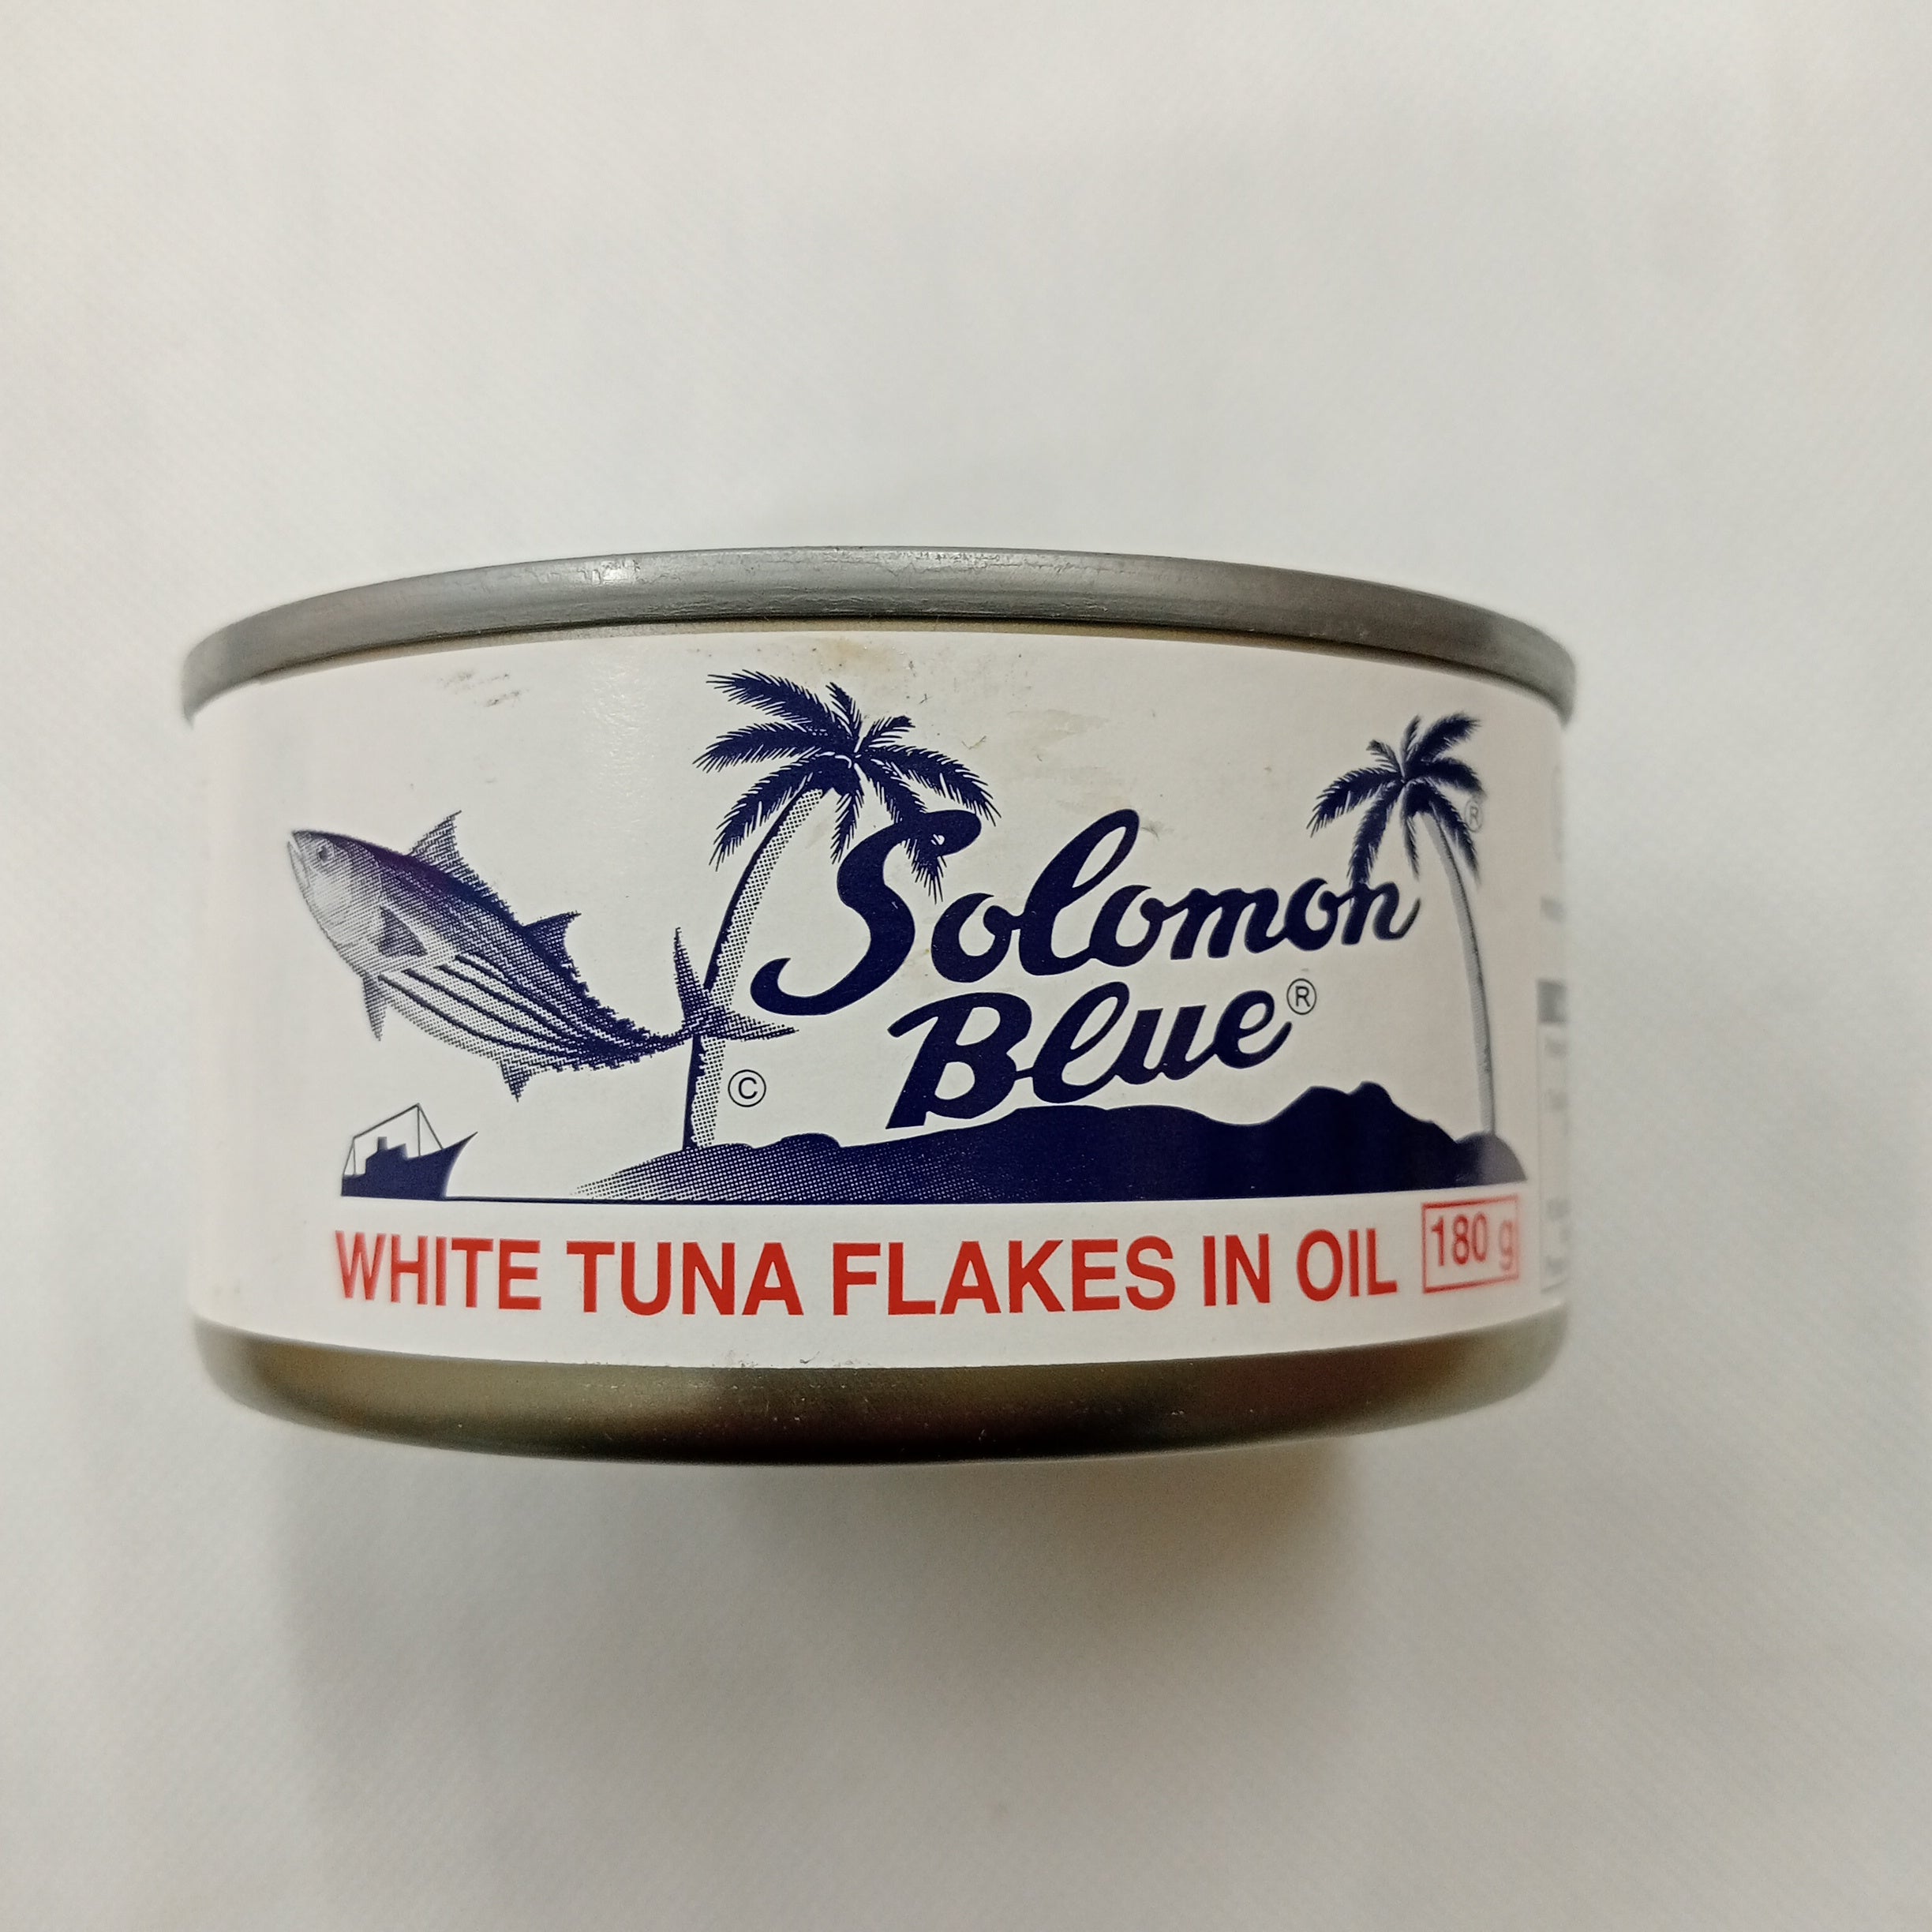 Solomon
Blue®
©
®
WHITE TUNA FLAKES IN OIL 180 g